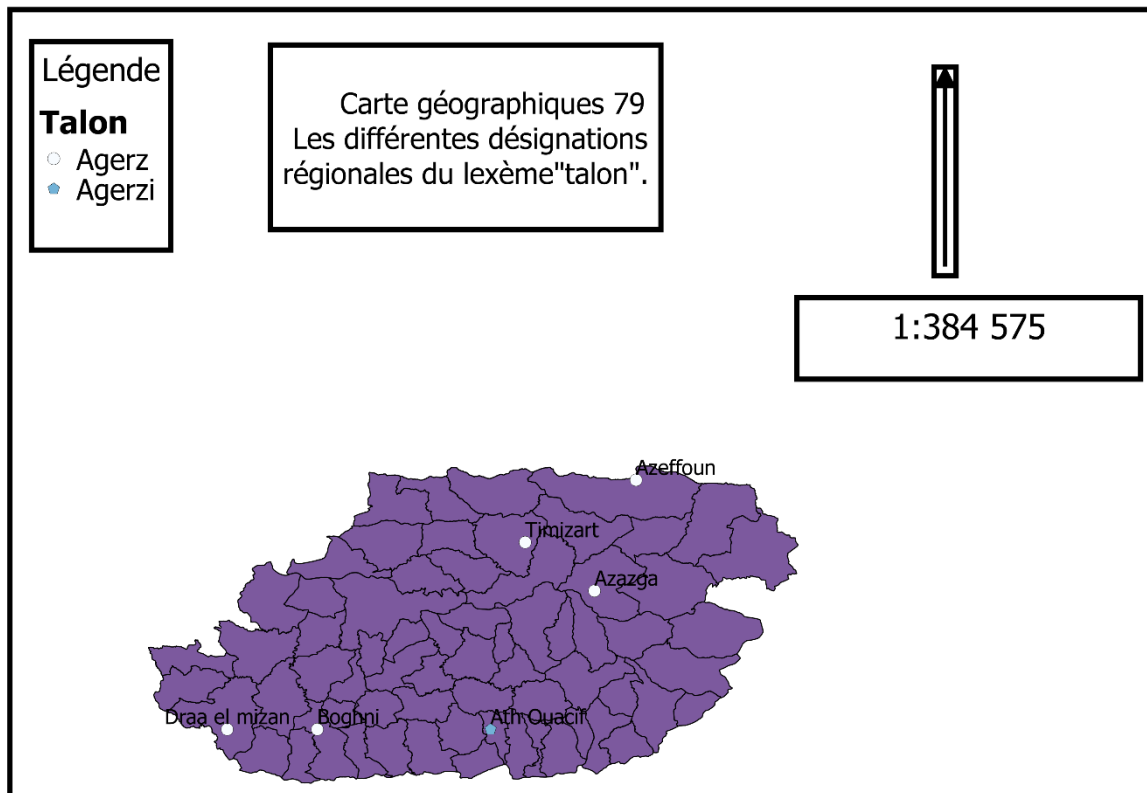 Légende
Talon
Agerz
Agerzi
Carte géographiques 79
Les différentes désignations
régionales du lexème"talon".
1:384 575
Azeffoun
Timizart
Azazga
Draa el mizan
Boghni
Ath Ouacif